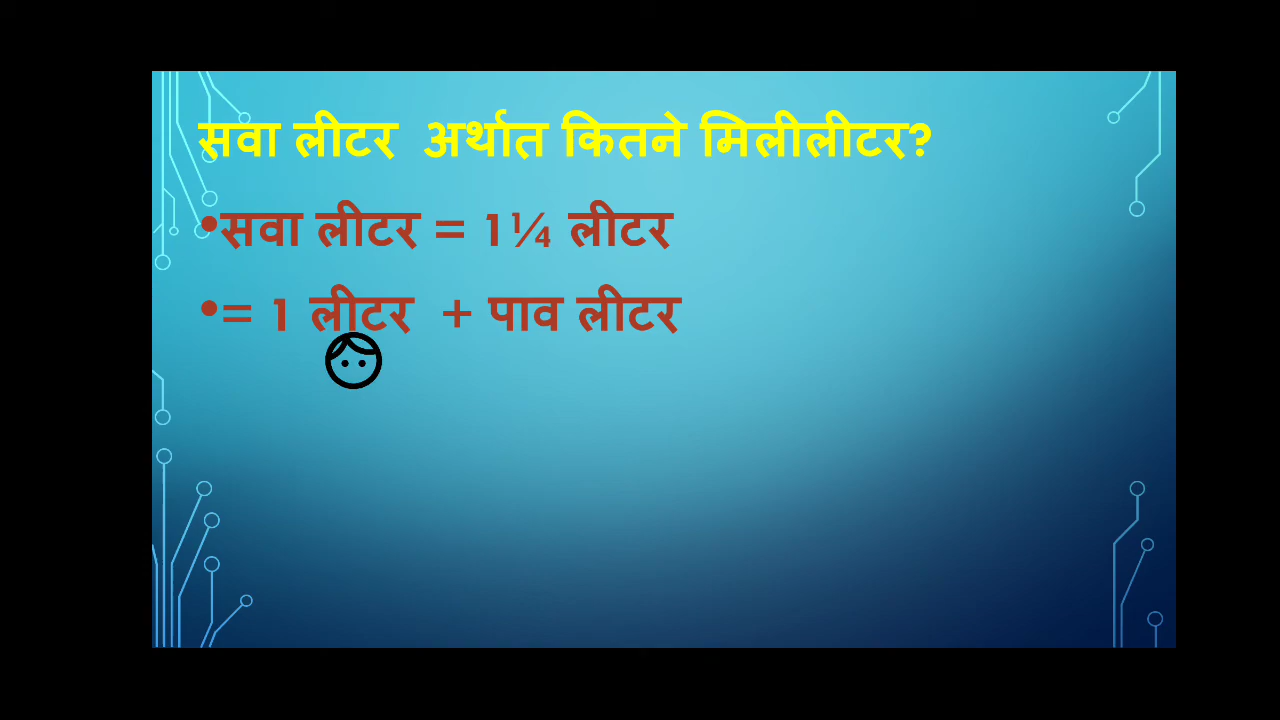 सवा लीटर अर्थात कितने मिलीलीटर?
•सवा लीटर = 1¼ लीटर
•= 1 लीटर + पाव लीटर